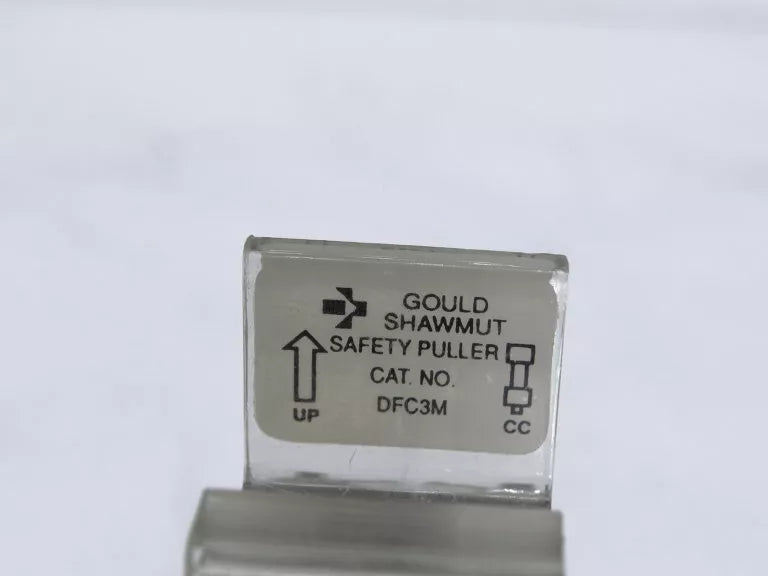 GOULD
SHAWMUT
SAFETY PULLER
CAT. NO.
DFC3M
UP
CC